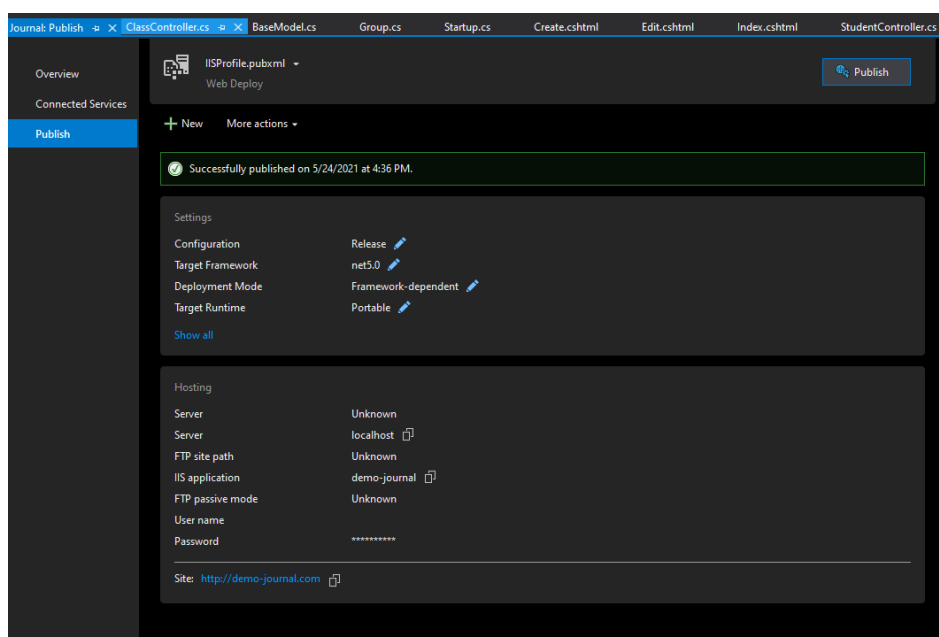 Journal: Publish ClassController.cs BaseModel.cs Group.cs Startup.cs Create.cshtml Edit.cshtml Index.cshtml StudentController.cs
Overview
Connected Services
Publish
IISProfile.pubxml
Web Deploy
Publish
New More actions
Successfully published on 5/24/2021 at 4:36 PM.
Settings
Configuration Release
Target Framework net5.0
Deployment Mode Framework-dependent
Target Runtime Portable
Show all
Hosting
Server Unknown
Server localhost
FTP site path Unknown
IIS application demo-journal
FTP passive mode Unknown
User name
Password **********
Site: http://demo-journal.com